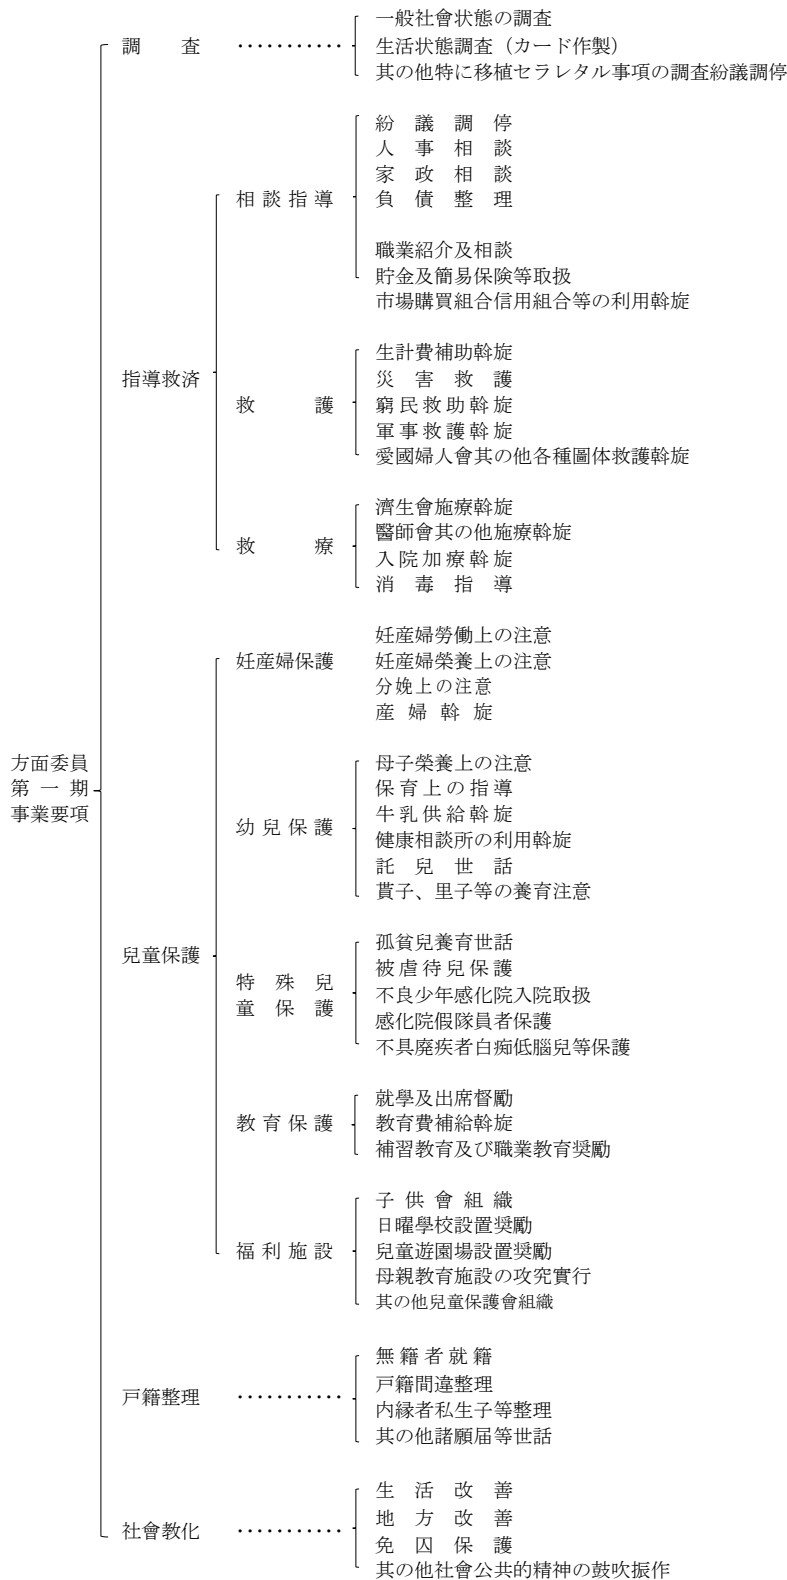 方面委員
第一期
事業要項
調査
一般社會状態の調査
生活状態調査（カード作製）
其の他特に移植セラレタル事項の調査紛議調停
指導救済
相談指導
紛議調停
人事相談
家政相談
負債整理
職業紹介及相談
貯金及簡易保険等取扱
市場購買組合信用組合等の利用斡旋
救護
生計費補助斡旋
災害救護
窮民救助斡旋
軍事救護斡旋
愛國婦人會其の他各種圖体救護斡旋
救療
濟生會施療斡旋
醫師會其の他施療斡旋
入院加療斡旋
消毒指導
兒童保護
妊産婦保護
妊産婦勞働上の注意
妊産婦榮養上の注意
分娩上の注意
産婦斡旋
幼兒保護
母子榮養上の注意
保育上の指導
牛乳供給斡旋
健康相談所の利用斡旋
託兒世話
貰子、里子等の養育注意
特殊兒
童保護
孤貧兒養育世話
被虐待兒保護
不良少年感化院入院取扱
感化院假隊員者保護
不具廃疾者白痴低腦兒等保護
教育保護
就學及出席督勵
教育費補給斡旋
補習教育及び職業教育奨勵
福利施設
子供會組織
日曜學校設置奨勵
兒童遊園場設置奨勵
母親教育施設の攻究實行
其の他兒童保護會組織
戸籍整理
無籍者就籍
戸籍間違整理
内縁者私生子等整理
其の他諸願届等世話
社會教化
生活改善
地方改善
免囚保護
其の他社會公共的精神の鼓吹振作